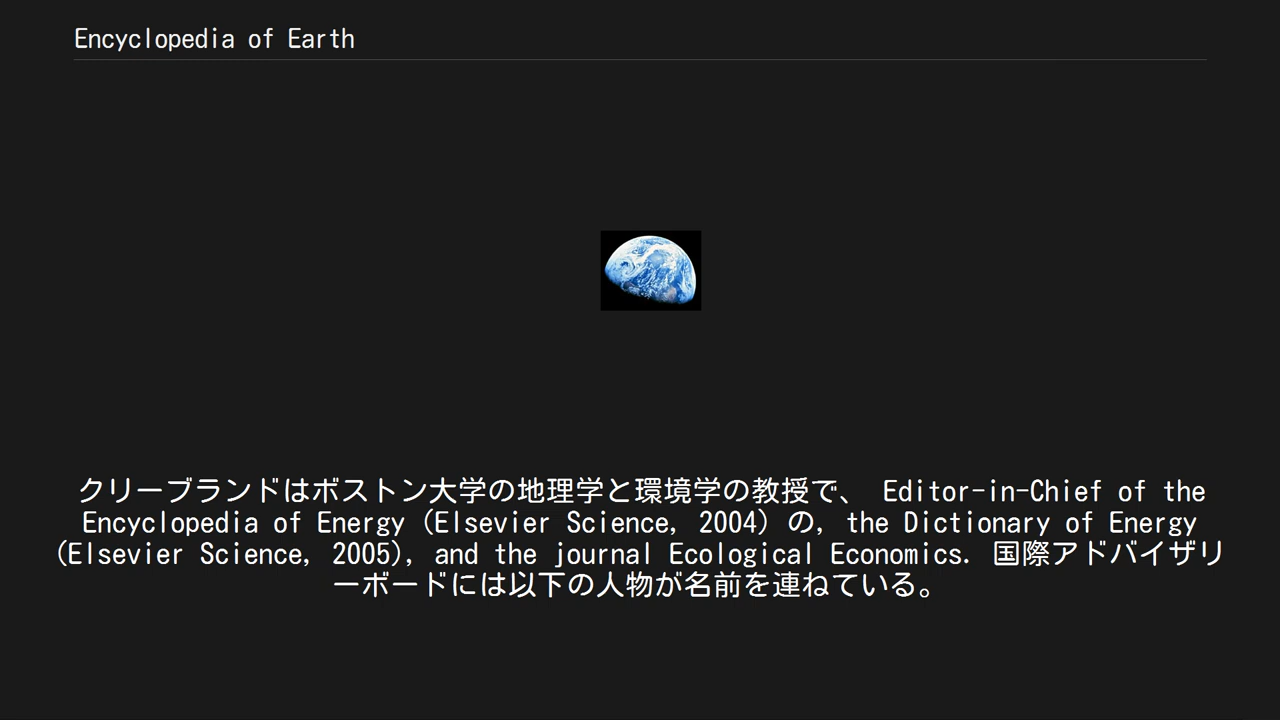 Encyclopedia of Earth
クリーブランドはボストン大学の地理学と環境学の教授で、 Editor-in-Chief of the
Encyclopedia of Energy (Elsevier Science, 2004) の, the Dictionary of Energy
(Elsevier Science, 2005), and the journal Ecological Economics. 国際アドバイザリ
ーボードには以下の人物が名前を連ねている。